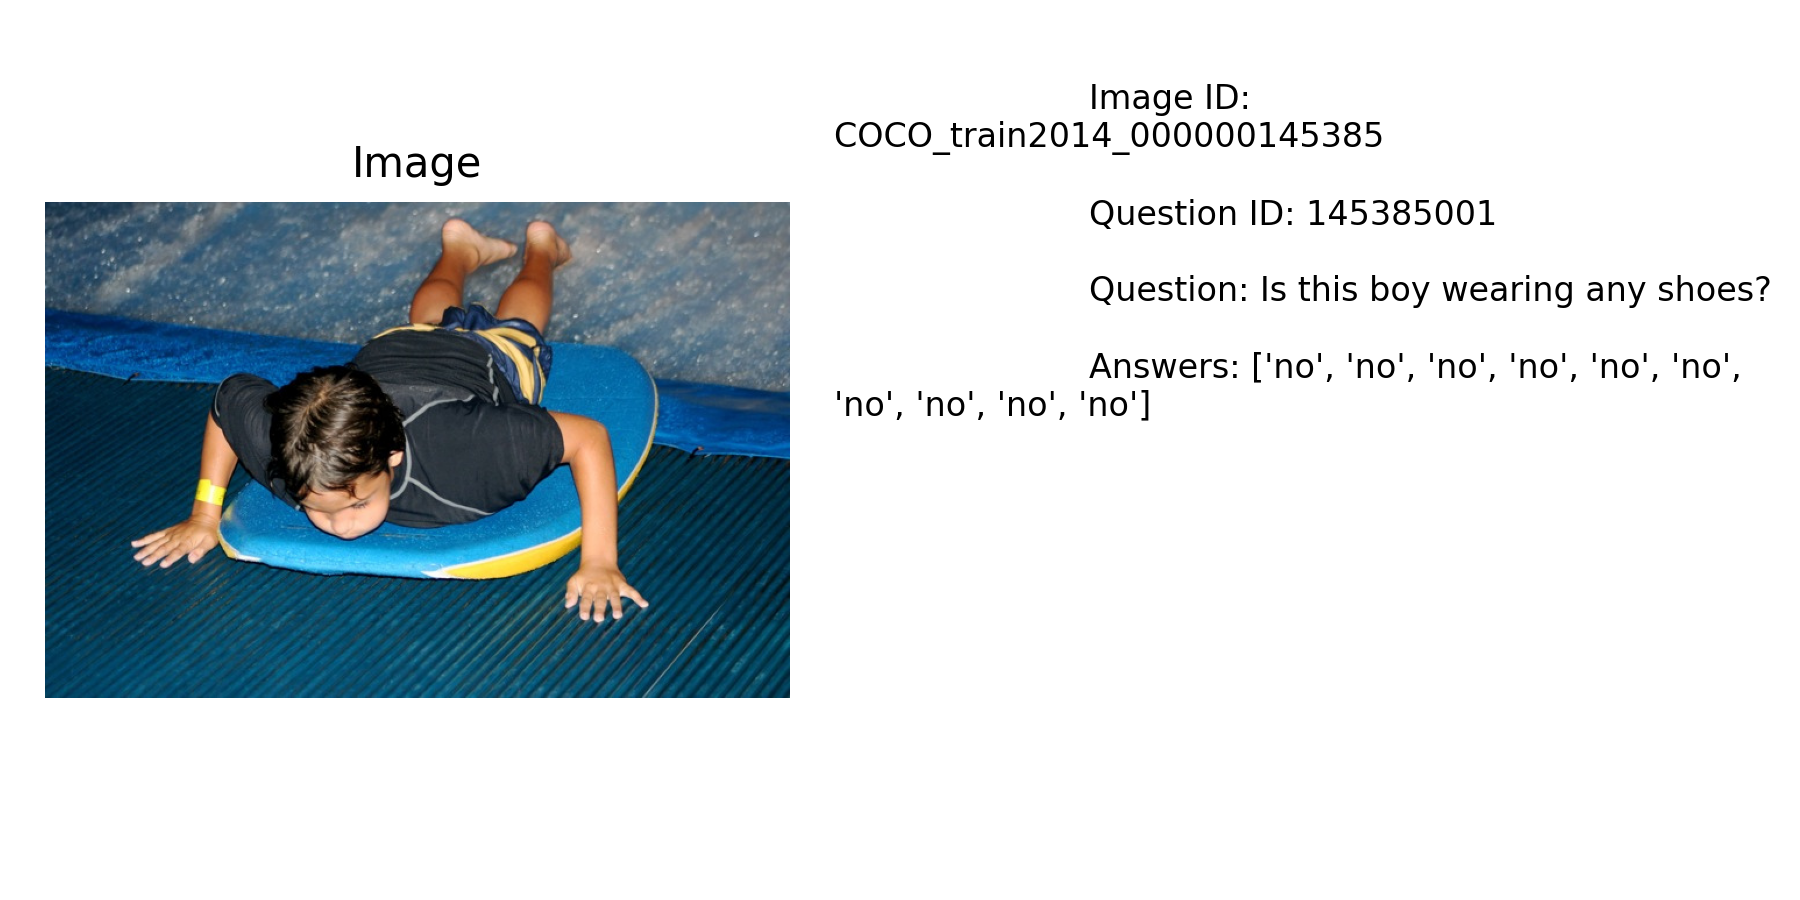 Image
Image ID:
COCO_train2014_000000145385
Question ID: 145385001
Question: Is this boy wearing any shoes?
Answers: ['no', 'no', 'no', 'no', 'no', 'no',
'no', 'no', 'no', 'no']